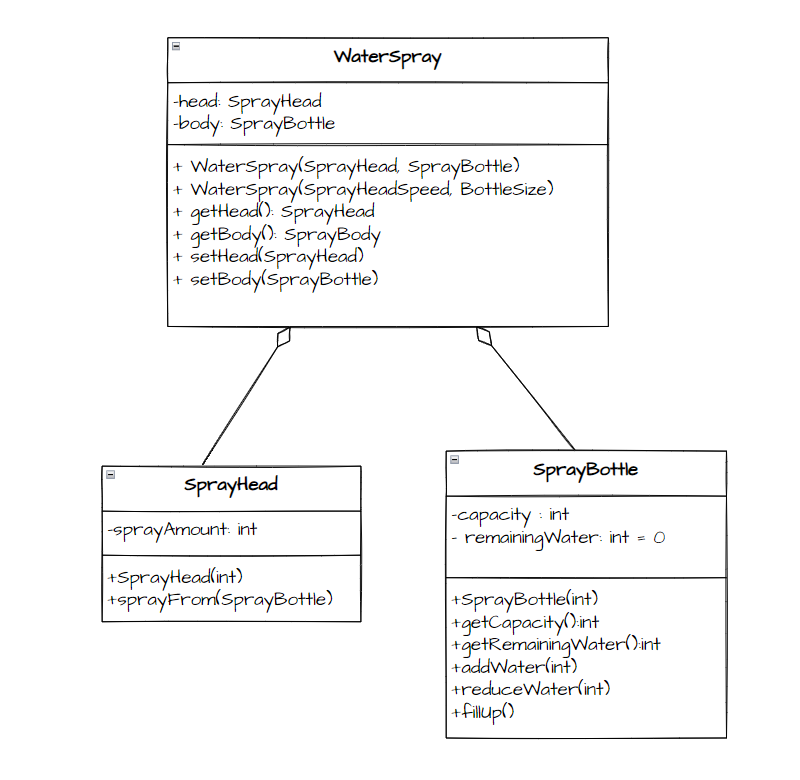 WaterSpray
-head: SprayHead
-body: SprayBottle
+ WaterSpray(SprayHead, SprayBottle)
+ WaterSpray(SprayHeadSpeed, BottleSize)
+ getHead(): SprayHead
+ getBody(): SprayBody
+ setHead(SprayHead)
+ setBody(SprayBottle)
SprayHead
-sprayAmount: int
+SprayHead(int)
+sprayFrom(SprayBottle)
SprayBottle
-capacity : int
- remainingWater: int = 0
+SprayBottle(int)
+getCapacity():int
+getRemainingWater():int
+addWater(int)
+reduceWater(int)
+fillUp()